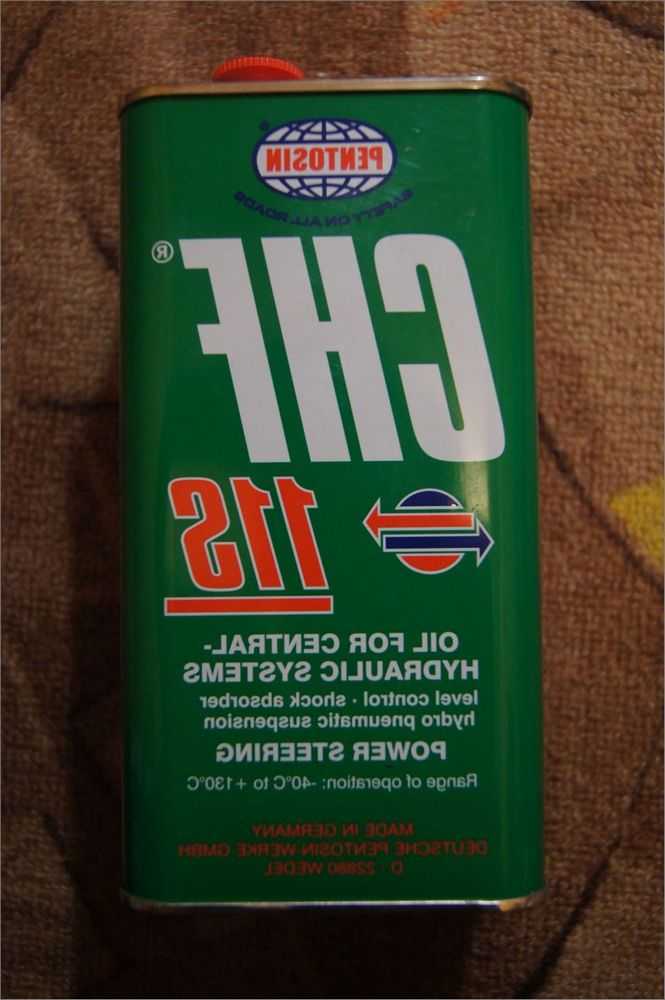 PENTOSIN
®
SAFETY ON ALL ROADS
CHF®
11S
OIL FOR CENTRAL-
HYDRAULIC SYSTEMS
level control · shock absorber
hydro pneumatic suspension
POWER STEERING
Range of operation: -40°C to + 130°C
MADE IN GERMANY
DEUTSCHE PENTOSIN-WERKE GMBH
D 22880 WEDEL